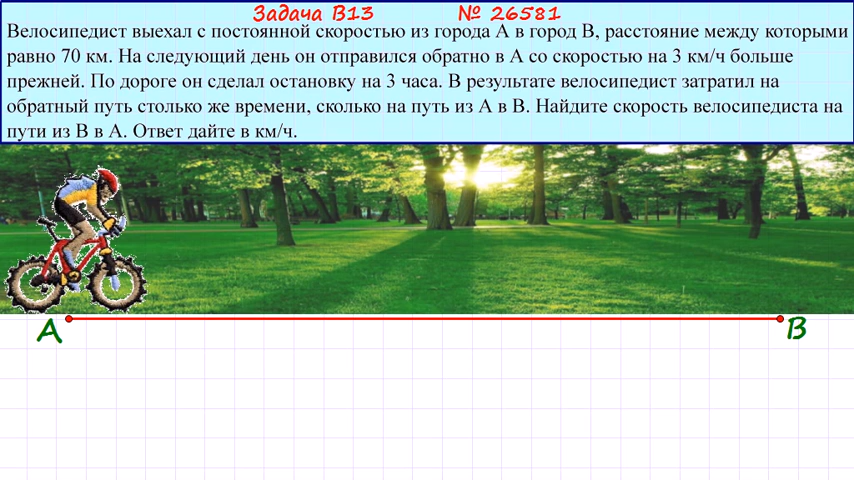 Задача В13 № 26581
Велосипедист выехал с постоянной скоростью из города А в город В, расстояние между которыми
равно 70 км. На следующий день он отправился обратно в А со скоростью на 3 км/ч больше
прежней. По дороге он сделал остановку на 3 часа. В результате велосипедист затратил на
обратный путь столько же времени, сколько на путь из А в В. Найдите скорость велосипедиста на
пути из В в А. Ответ дайте в км/ч.
А В